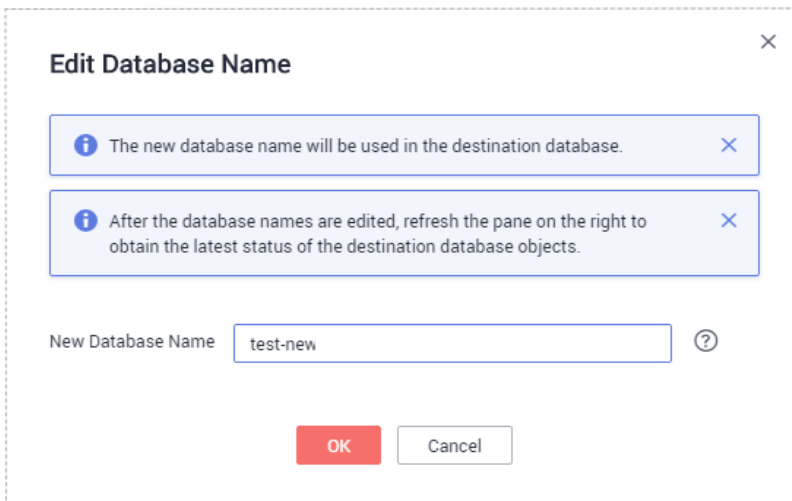 Edit Database Name
The new database name will be used in the destination database.
After the database names are edited, refresh the pane on the right to
obtain the latest status of the destination database objects.
New Database Name test-new ?
OK Cancel